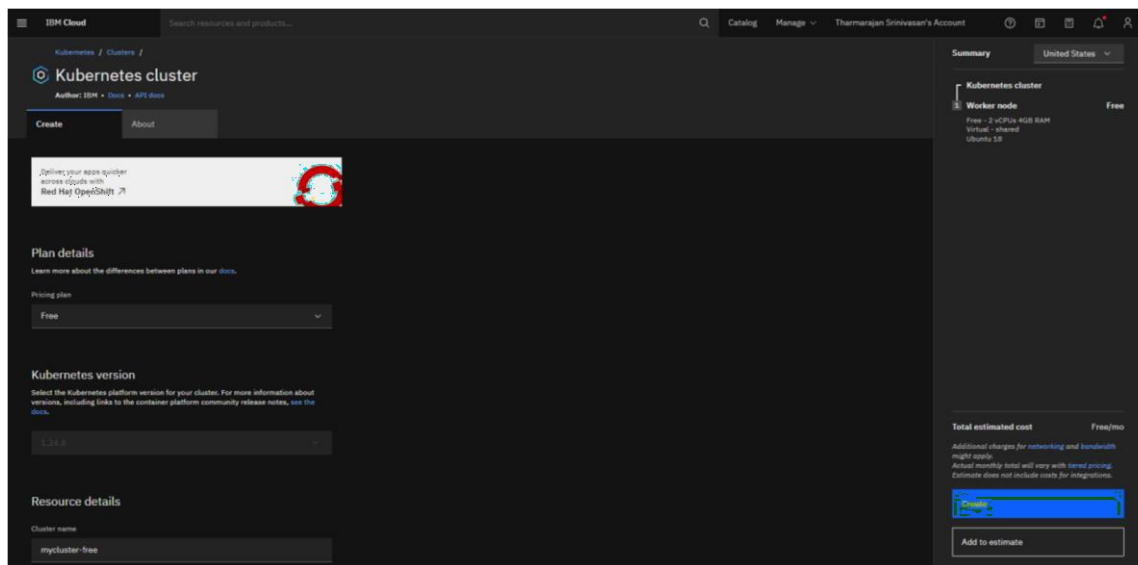 IBM Cloud
Search resources and products...
Catalog
Manage
Tharmarajan Srinivasan's Account
Kubernetes / Clusters /
Kubernetes cluster
Author: IBM • Docs • API docs
Create
About
Deliver your apps quicker
across clouds with
Red Hat OpenShift ↗
Plan details
Learn more about the differences between plans in our docs.
Pricing plan
Free
Kubernetes version
Select the Kubernetes platform version for your cluster. For more information about
versions, including links to the container platform community release notes, see the
docs.
Resource details
Cluster name
mycluster-free
Summary
United States
Kubernetes cluster
1 Worker node
Free
Free - 2 vCPUs 4GB RAM
Virtual - shared
Ubuntu 18
Total estimated cost
Free/mo
Additional charges for networking and bandwidth
might apply.
Actual monthly total will vary with tiered pricing.
Estimate does not include costs for integrations.
Create
Add to estimate